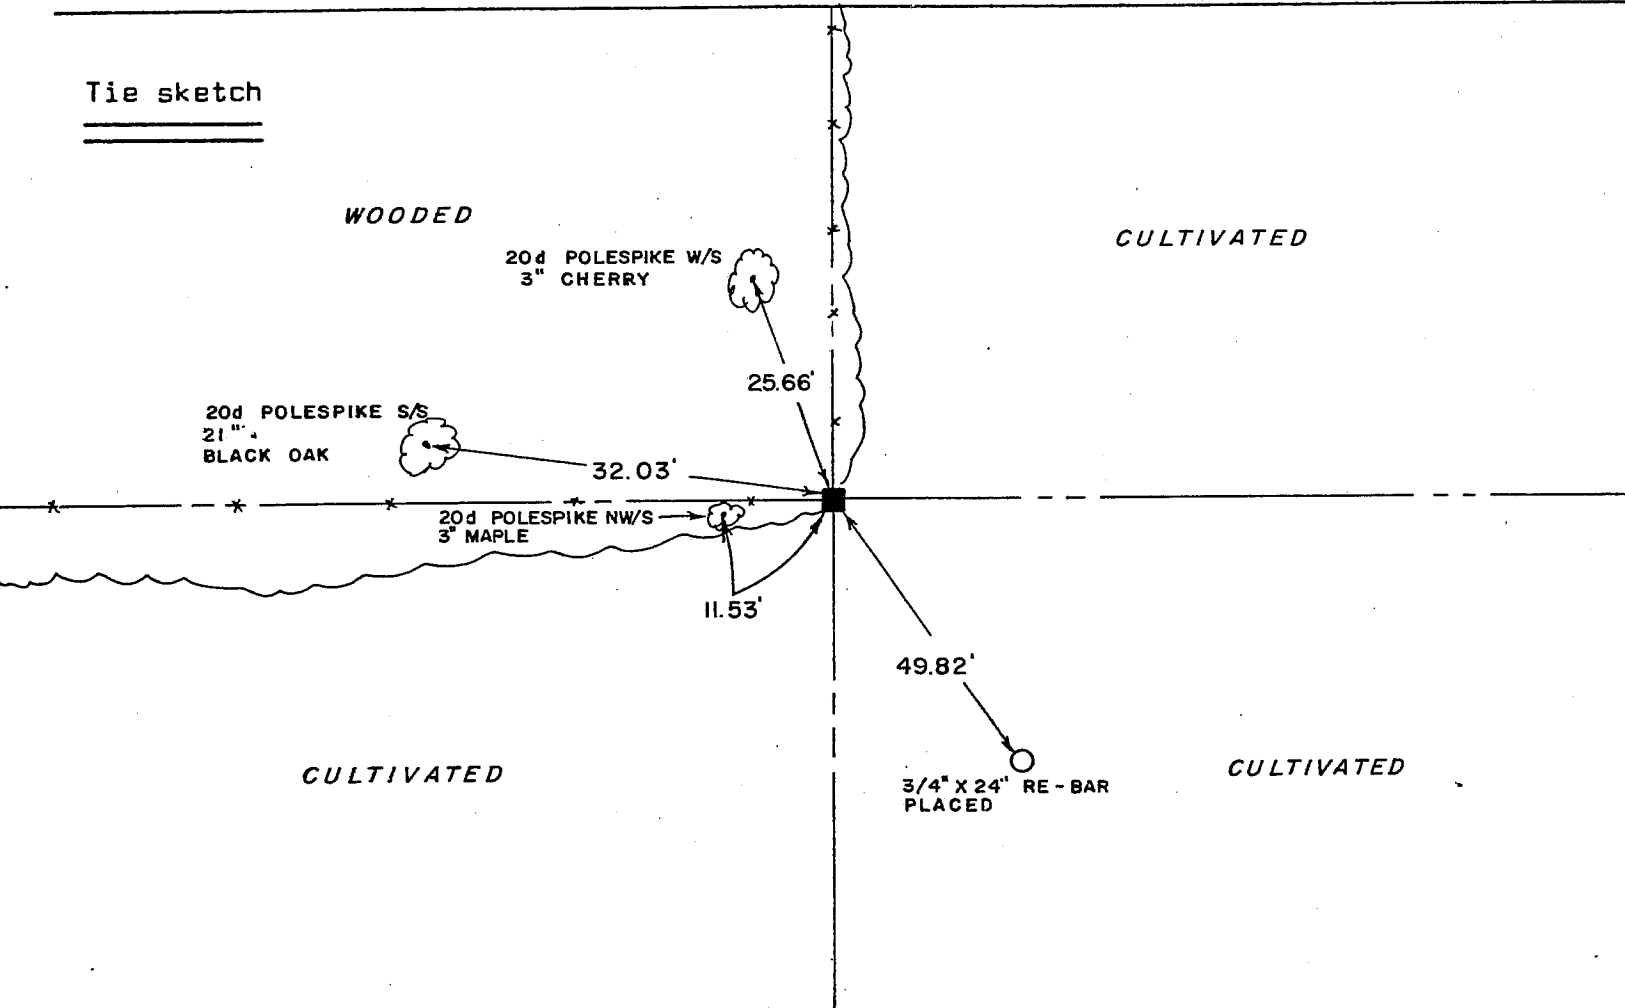 Tie sketch
WOODED
CULTIVATED
20d POLESPIKE W/S
3" CHERRY
25.66'
20d POLESPIKE S/S
21"
BLACK OAK
32.03'
20d POLESPIKE NW/S
3" MAPLE
11.53'
49.82'
CULTIVATED
CULTIVATED
3/4" X 24" RE-BAR
PLACED